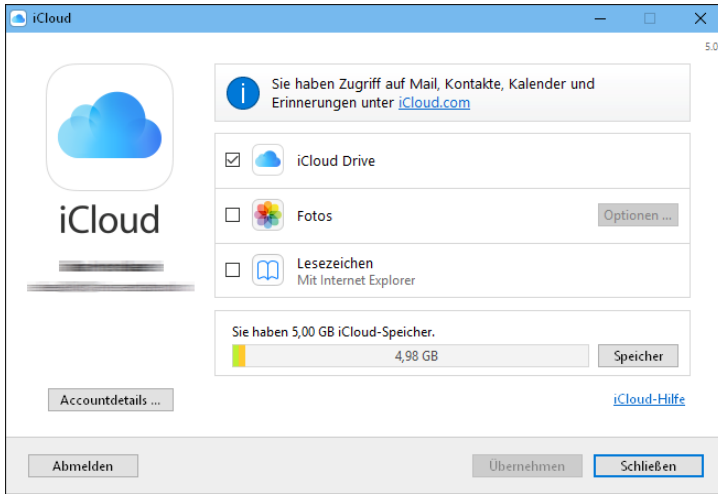 iCloud
5.0
Sie haben Zugriff auf Mail, Kontakte, Kalender und
Erinnerungen unter iCloud.com
iCloud Drive
iCloud
Fotos
Optionen ...
Lesezeichen
Mit Internet Explorer
Sie haben 5,00 GB iCloud-Speicher.
4,98 GB
Speicher
Accountdetails ...
iCloud-Hilfe
Abmelden
Übernehmen
Schließen